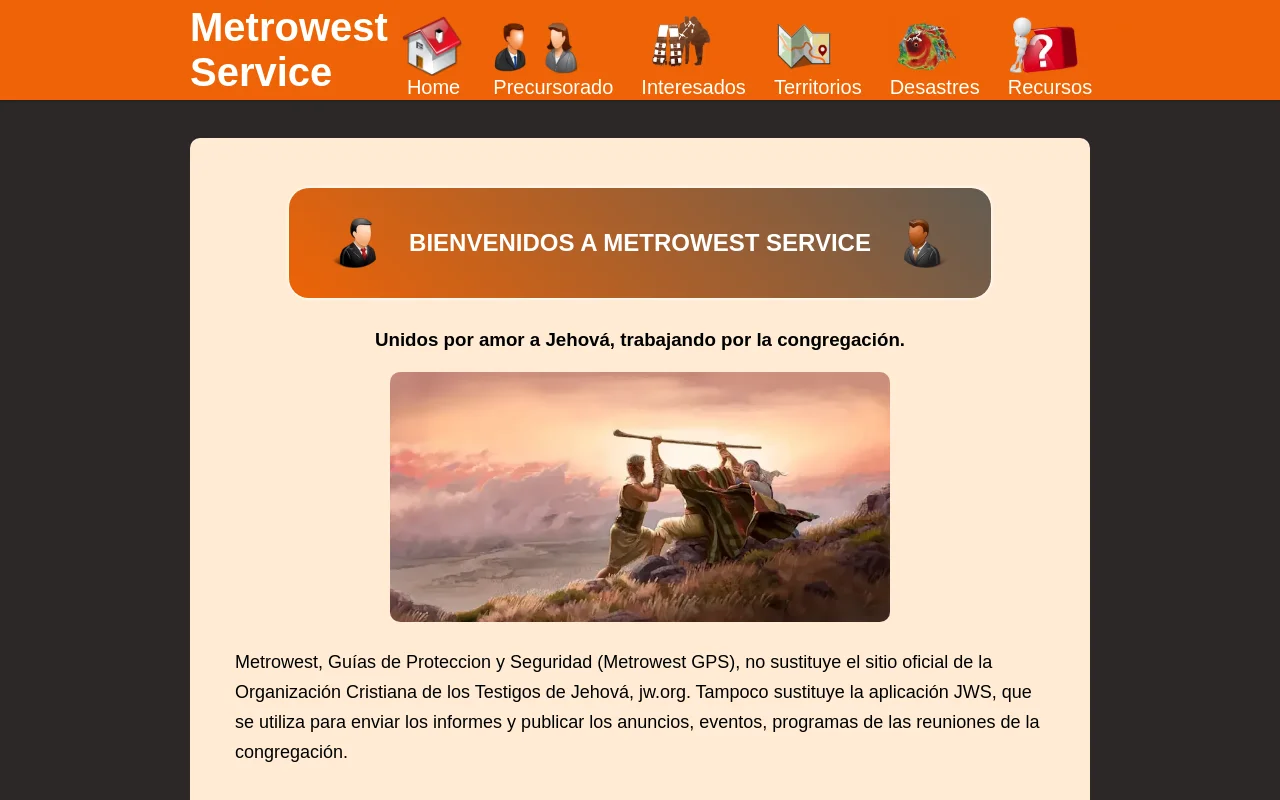 Metrowest
Service
Home
Precursorado
Interesados
Territorios
Desastres
Recursos
?
BIENVENIDOS A METROWEST SERVICE
Unidos por amor a Jehová, trabajando por la congregación.
Metrowest, Guías de Proteccion y Seguridad (Metrowest GPS), no sustituye el sitio oficial de la
Organización Cristiana de los Testigos de Jehová, jw.org. Tampoco sustituye la aplicación JWS, que
se utiliza para enviar los informes y publicar los anuncios, eventos, programas de las reuniones de la
congregación.